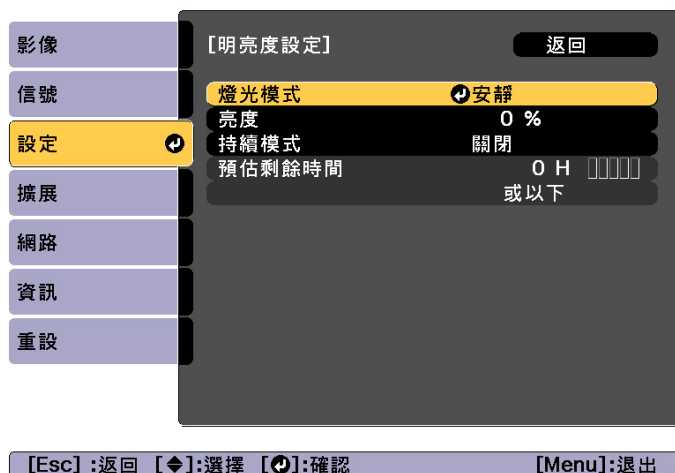 影像
信號
設定
擴展
網路
資訊
重設
[明亮度設定] 返回
燈光模式 安靜
亮度 0 %
持續模式 關閉
預估剩餘時間 0 H
或以下
[Esc] :返回 [◆]:選擇 [⏎]:確認 [Menu]:退出